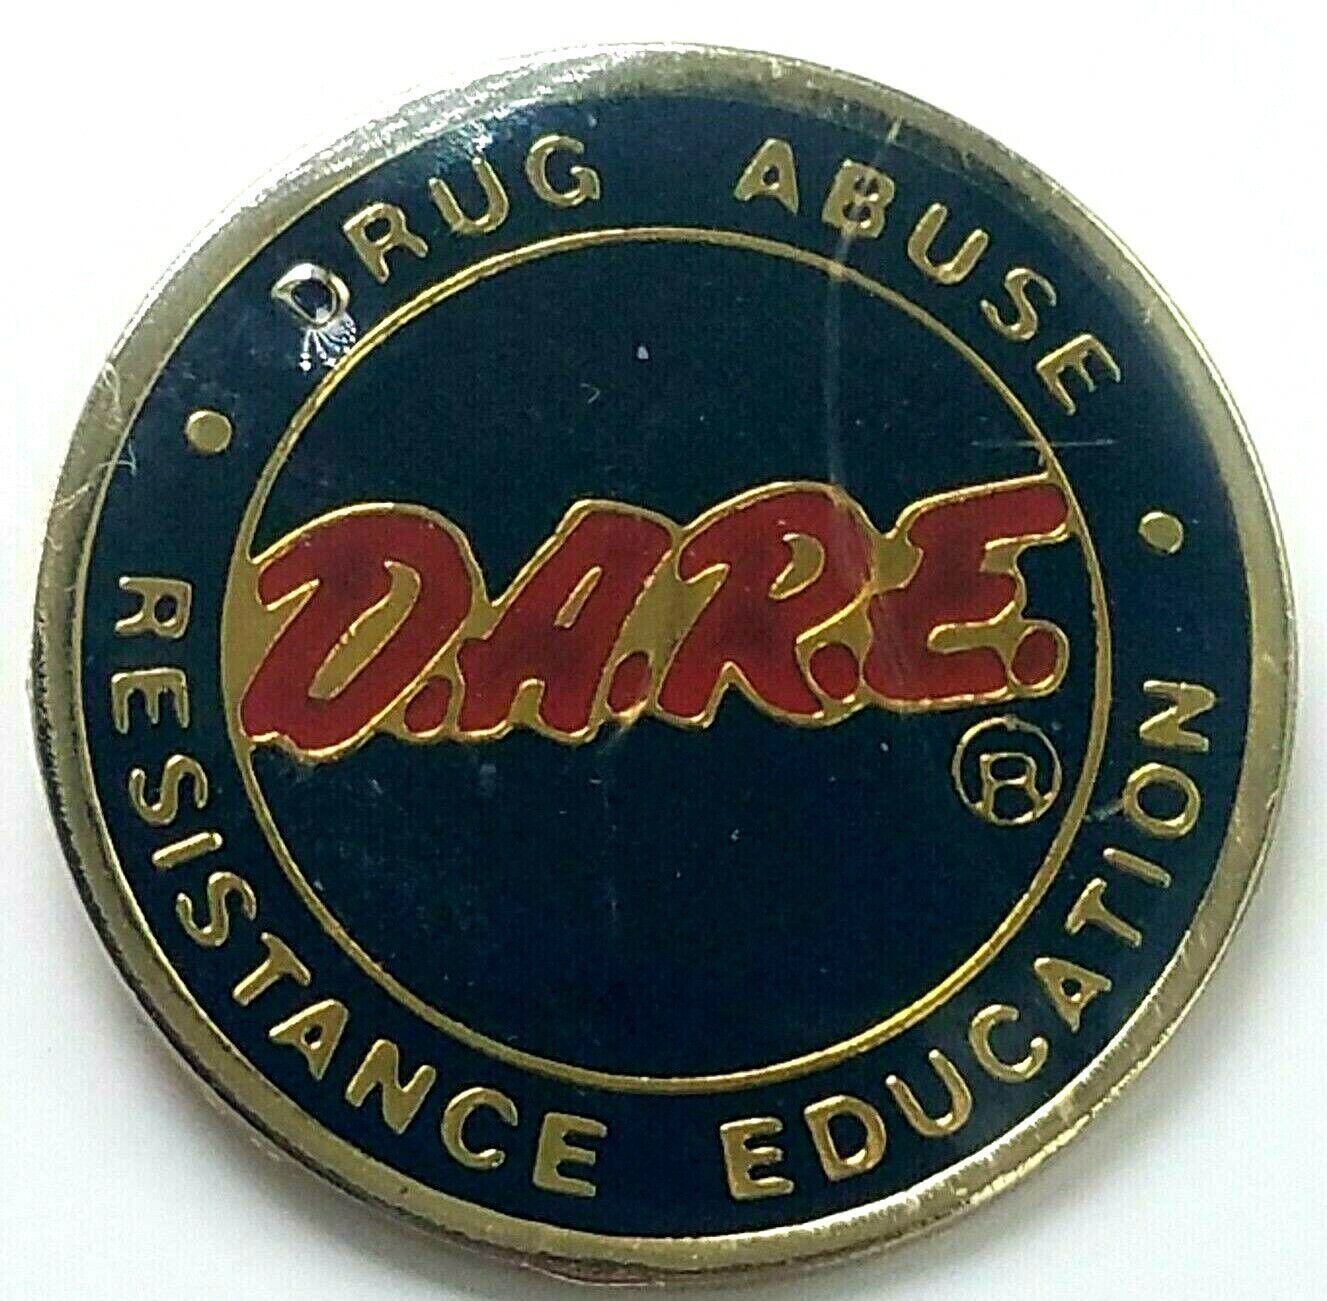 DRUG ABUSE
D.A.R.E.
®
RESISTANCE EDUCATION